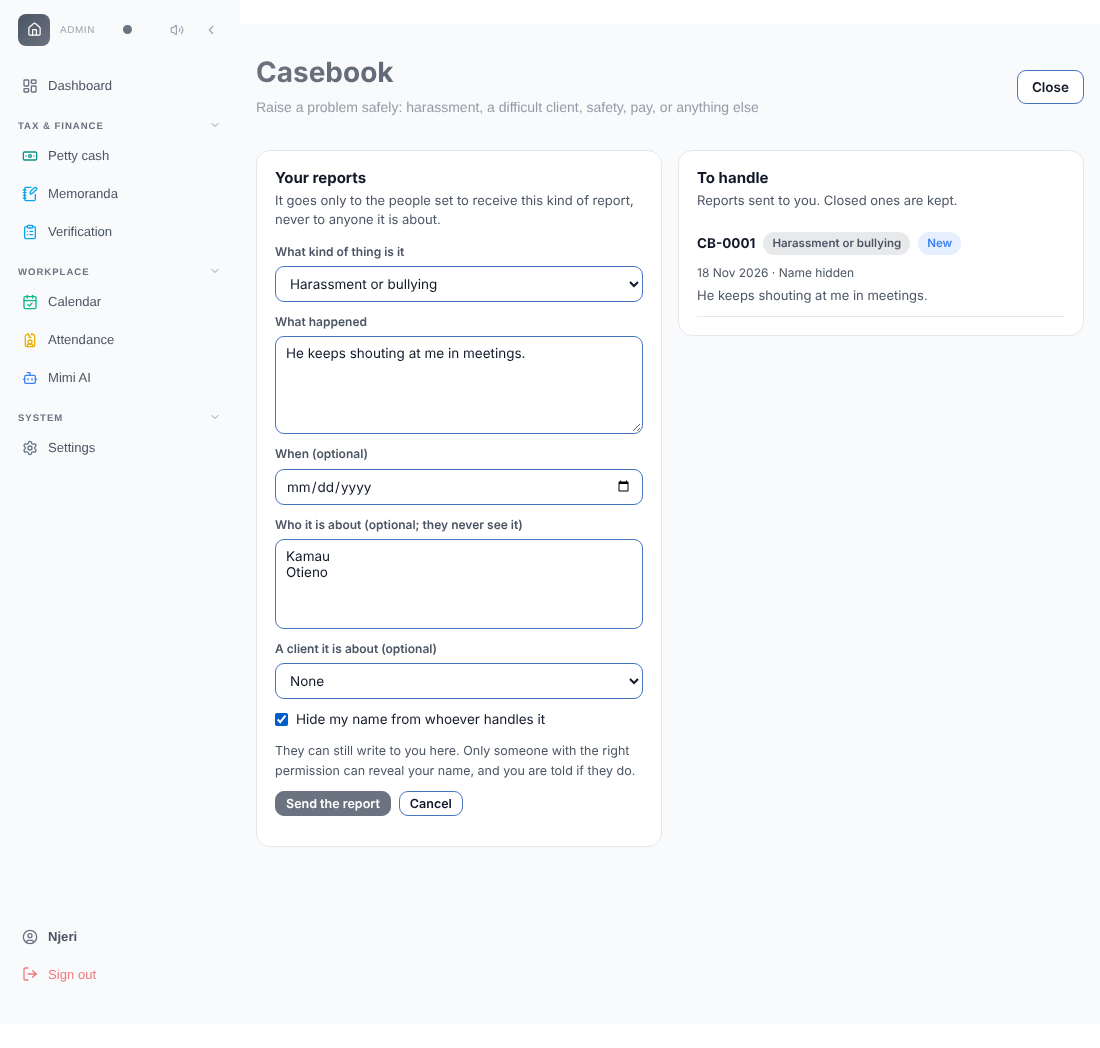 ADMIN
Dashboard
TAX & FINANCE
Petty cash
Memoranda
Verification
WORKPLACE
Calendar
Attendance
Mimi AI
SYSTEM
Settings
Njeri
Sign out
Casebook
Raise a problem safely: harassment, a difficult client, safety, pay, or anything else
Close
Your reports
It goes only to the people set to receive this kind of report,
never to anyone it is about.
What kind of thing is it
Harassment or bullying
What happened
He keeps shouting at me in meetings.
When (optional)
mm/dd/yyyy
Who it is about (optional; they never see it)
Kamau
Otieno
A client it is about (optional)
None
Hide my name from whoever handles it
They can still write to you here. Only someone with the right
permission can reveal your name, and you are told if they do.
Send the report
Cancel
To handle
Reports sent to you. Closed ones are kept.
CB-0001 Harassment or bullying New
18 Nov 2026 · Name hidden
He keeps shouting at me in meetings.